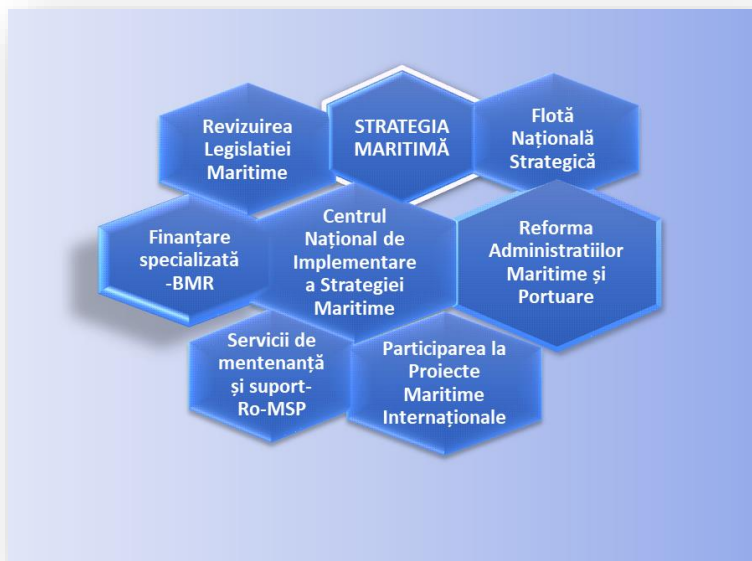 Revizuirea
Legislatiei
Maritime
STRATEGIA
MARITIMĂ
Flotă
Națională
Strategică
Finanțare
specializată
-BMR
Centrul
Național de
Implementare
a Strategiei
Maritime
Reforma
Administratiilor
Maritime și
Portuare
Servicii de
mentenanță
și suport-
Ro-MSP
Participarea la
Proiecte
Maritime
Internaționale